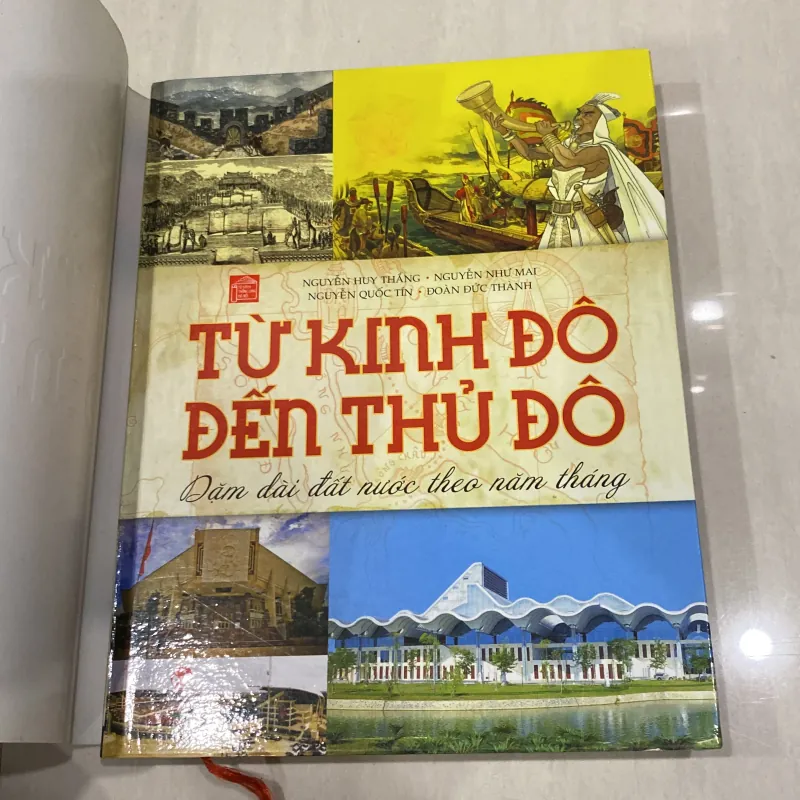 NGUYỄN HUY THẮNG • NGUYỄN NHƯ MAI
NGUYỄN QUỐC TÍN • ĐOÀN ĐỨC THÀNH
TỪ KINH ĐÔ
ĐẾN THỦ ĐÔ
Dặm dài đất nước theo năm tháng